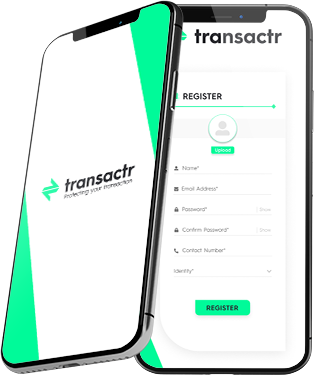 transactr
Protecting your transaction
transactr
REGISTER
Upload
Name*
Email Address*
Password*
Show
Confirm Password*
Show
Contact Number*
Identity*
REGISTER